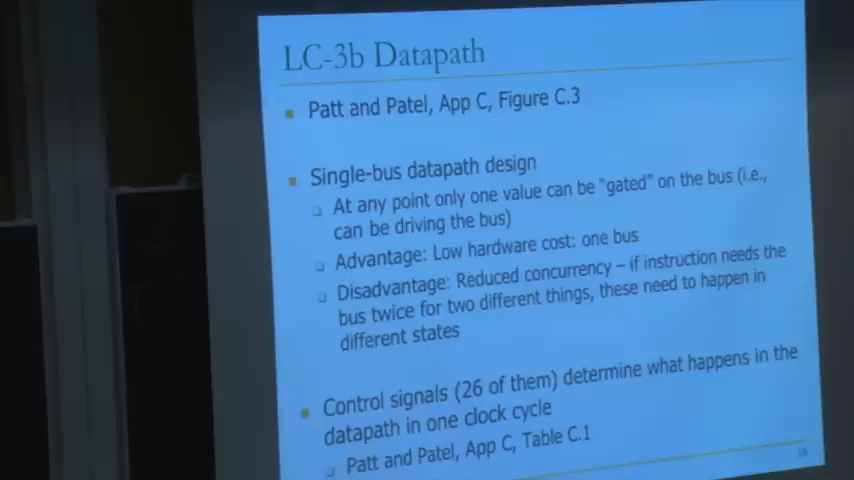 LC-3b Datapath
Patt and Patel, App C, Figure C.3
Single-bus datapath design
At any point only one value can be “gated” on the bus (i.e.,
can be driving the bus)
Advantage: Low hardware cost: one bus
Disadvantage: Reduced concurrency – if instruction needs the
bus twice for two different things, these need to happen in
different states
Control signals (26 of them) determine what happens in the
datapath in one clock cycle
Patt and Patel, App C, Table C.1
18